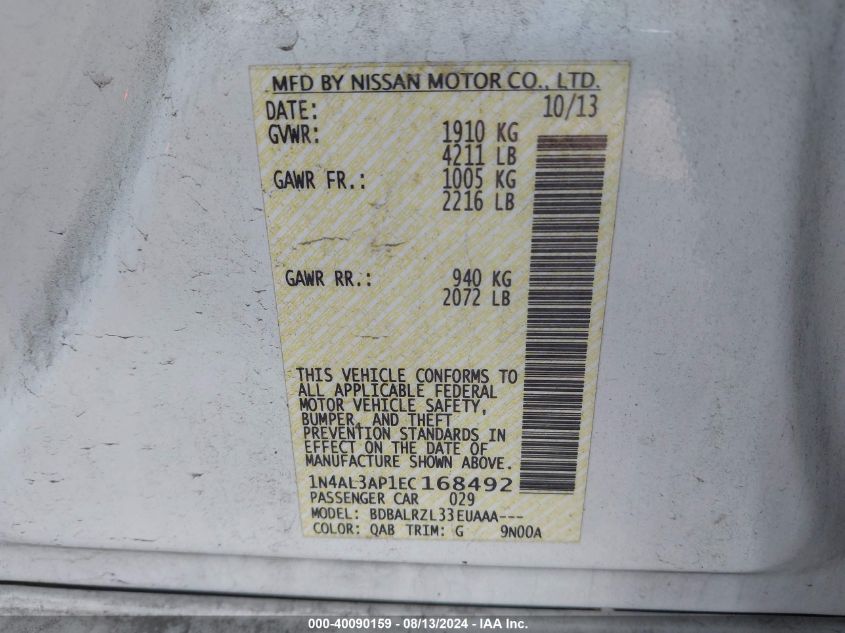 MFD BY NISSAN MOTOR CO., LTD.
DATE: 10/13
GVWR: 1910 KG
4211 LB
GAWR FR.: 1005 KG
2216 LB
GAWR RR.: 940 KG
2072 LB
THIS VEHICLE CONFORMS TO
ALL APPLICABLE FEDERAL
MOTOR VEHICLE SAFETY,
BUMPER, AND THEFT
PREVENTION STANDARDS IN
EFFECT ON THE DATE OF
MANUFACTURE SHOWN ABOVE.
1N4AL3AP1EC168492
PASSENGER CAR 029
MODEL: BDBALRZL33EUAAA---
COLOR: QAB TRIM: G 9N00A
000-40090159 - 08/13/2024 - IAA Inc.